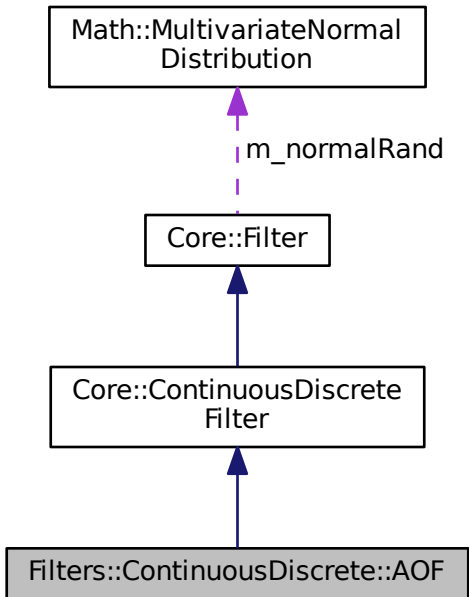 Math::MultivariateNormal
Distribution
m_normalRand
Core::Filter
Core::ContinuousDiscrete
Filter
Filters::ContinuousDiscrete::AOF